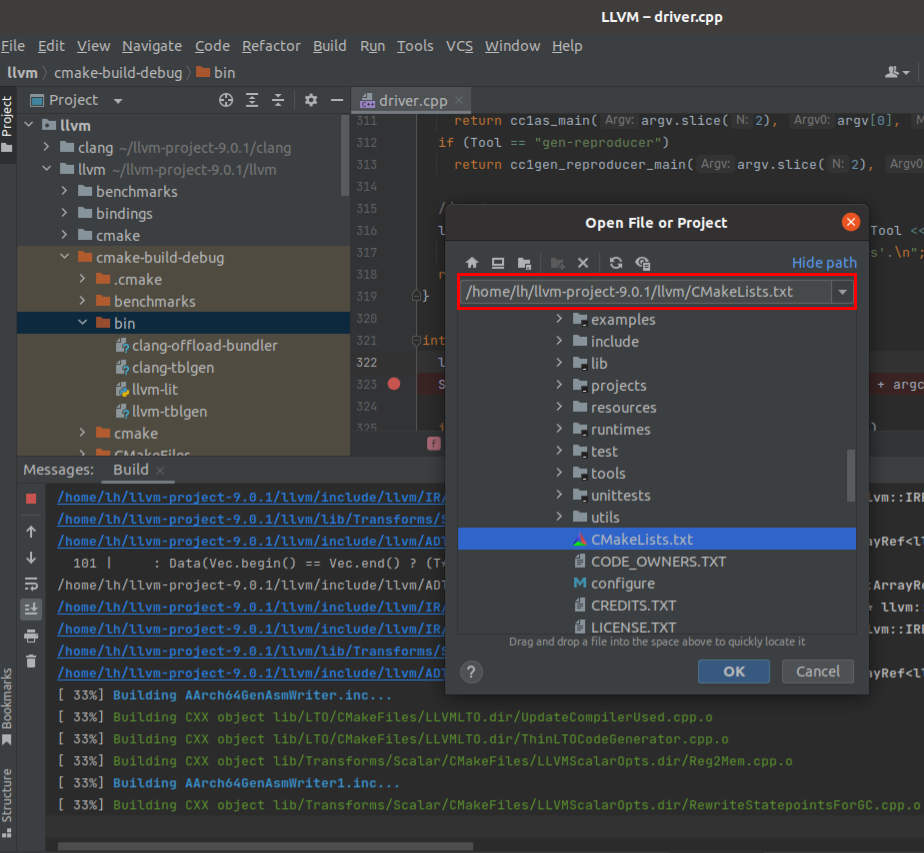 LLVM – driver.cpp
File Edit View Navigate Code Refactor Build Run Tools VCS Window Help
llvm cmake-build-debug bin
Project
Project
driver.cpp
llvm
clang ~/llvm-project-9.0.1/clang
llvm ~/llvm-project-9.0.1/llvm
benchmarks
bindings
cmake
cmake-build-debug
.cmake
benchmarks
bin
clang-offload-bundler
clang-tblgen
llvm-lit
llvm-tblgen
cmake
CMakeFiles
311 return cc1as_main( Argv: argv.slice( N: 2), Argv0: argv[0],
312 if (Tool == "gen-reproducer")
313 return cc1gen_reproducer_main( Argv: argv.slice( N: 2), Argv0
314
315 //
316 l Tool <<
317 s'.\n";
318 r
319 }
320
321 int
322 l
323 S + argc
324
325 i )
f
Open File or Project
Hide path
/home/lh/llvm-project-9.0.1/llvm/CMakeLists.txt
examples
include
lib
projects
resources
runtimes
test
tools
unittests
utils
CMakeLists.txt
CODE_OWNERS.TXT
configure
CREDITS.TXT
LICENSE.TXT
Drag and drop a file into the space above to quickly locate it
? OK Cancel
Messages: Build
/home/lh/llvm-project-9.0.1/llvm/include/llvm/IR/ lvm::IRB
/home/lh/llvm-project-9.0.1/llvm/lib/Transforms/S
/home/lh/llvm-project-9.0.1/llvm/include/llvm/ADT ayRef<ll
101 | : Data(Vec.begin() == Vec.end() ? (T*
/home/lh/llvm-project-9.0.1/llvm/include/llvm/ADT :ArrayRe
/home/lh/llvm-project-9.0.1/llvm/include/llvm/IR/ * llvm::
/home/lh/llvm-project-9.0.1/llvm/include/llvm/IR/ lvm::IRB
/home/lh/llvm-project-9.0.1/llvm/lib/Transforms/S
/home/lh/llvm-project-9.0.1/llvm/include/llvm/ADT ayRef<ll
[ 33%] Building AArch64GenAsmWriter.inc...
[ 33%] Building CXX object lib/LTO/CMakeFiles/LLVMLTO.dir/UpdateCompilerUsed.cpp.o
[ 33%] Building CXX object lib/LTO/CMakeFiles/LLVMLTO.dir/ThinLTOCodeGenerator.cpp.o
[ 33%] Building CXX object lib/Transforms/Scalar/CMakeFiles/LLVMScalarOpts.dir/Reg2Mem.cpp.o
[ 33%] Building AArch64GenAsmWriter1.inc...
[ 33%] Building CXX object lib/Transforms/Scalar/CMakeFiles/LLVMScalarOpts.dir/RewriteStatepointsForGC.cpp.o
Bookmarks
Structure